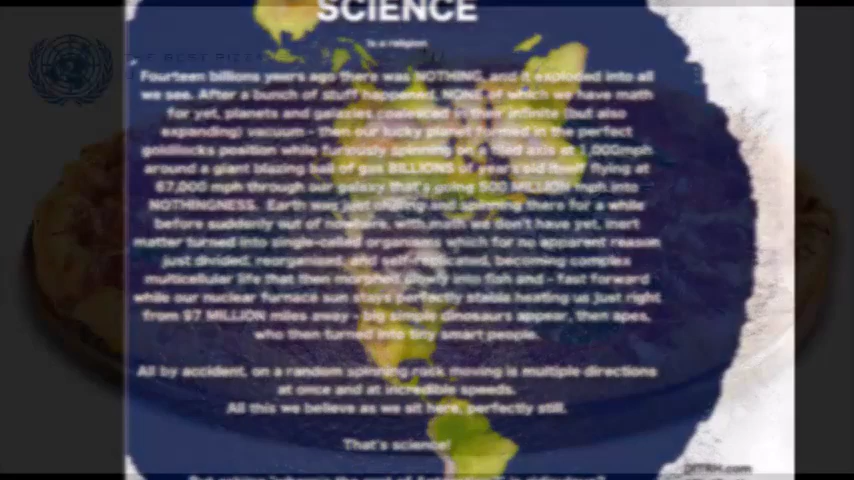 SCIENCE
is a religion
Fourteen billions years ago there was NOTHING, and it exploded into all
we see. After a bunch of stuff happened, NONE of which we have math
for yet, planets and galaxies coalesced in their infinite (but also
expanding) vacuum - then our lucky planet formed in the perfect
goldilocks position while furiously spinning on a tilted axis at 1,000mph
around a giant blazing ball of gas BILLIONS of years old itself flying at
67,000 mph through our galaxy that's going 500 MILLION mph into
NOTHINGNESS. Earth was just chilling and spinning there for a while
before suddenly out of nowhere, with math we don't have yet, inert
matter turned into single-celled organisms which for no apparent reason
just divided, reorganised, and self-replicated, becoming complex
multicellular life that then morphed slowly into fish and - fast forward
while our nuclear furnace sun stays perfectly stable heating us just right
from 97 MILLION miles away - big simple dinosaurs appear, then apes,
who then turned into tiny smart people.
All by accident, on a random spinning rock moving is multiple directions
at once and at incredible speeds.
All this we believe as we sit here, perfectly still.
That's science!
DITRH.com